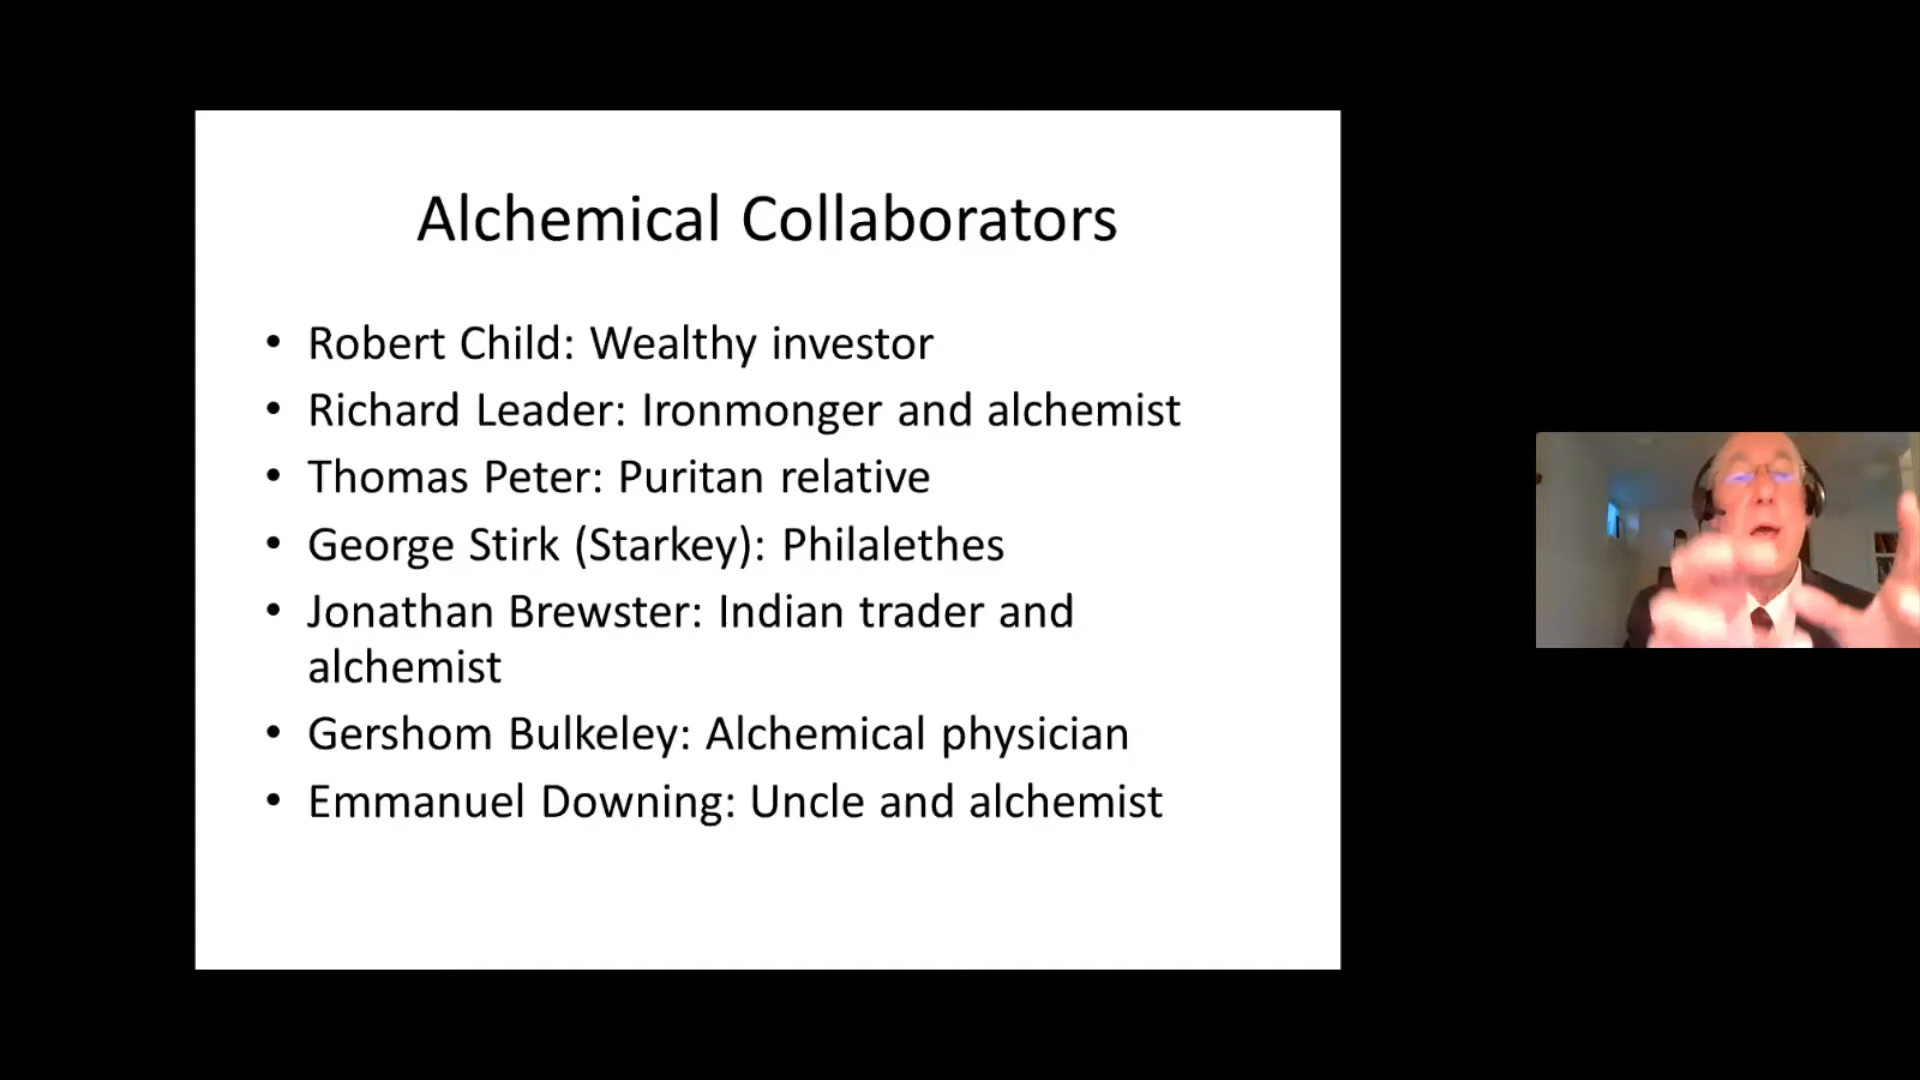 Alchemical Collaborators
• Robert Child: Wealthy investor
• Richard Leader: Ironmonger and alchemist
• Thomas Peter: Puritan relative
• George Stirk (Starkey): Philalethes
• Jonathan Brewster: Indian trader and
alchemist
• Gershom Bulkeley: Alchemical physician
• Emmanuel Downing: Uncle and alchemist